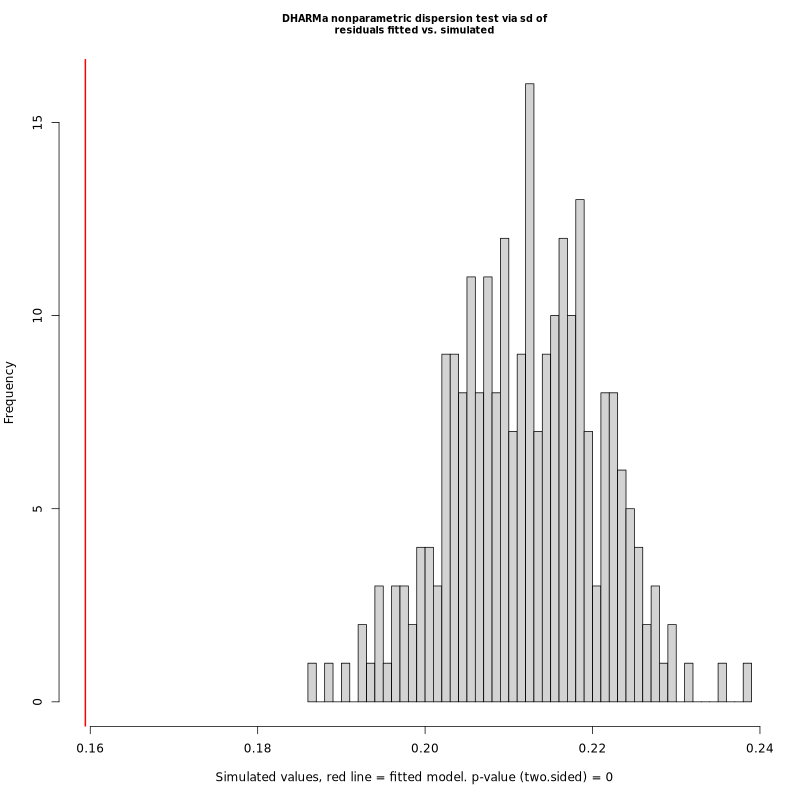 DHARMa nonparametric dispersion test via sd of
residuals fitted vs. simulated
Frequency
15
10
5
0
0.16 0.18 0.20 0.22 0.24
Simulated values, red line = fitted model. p-value (two.sided) = 0